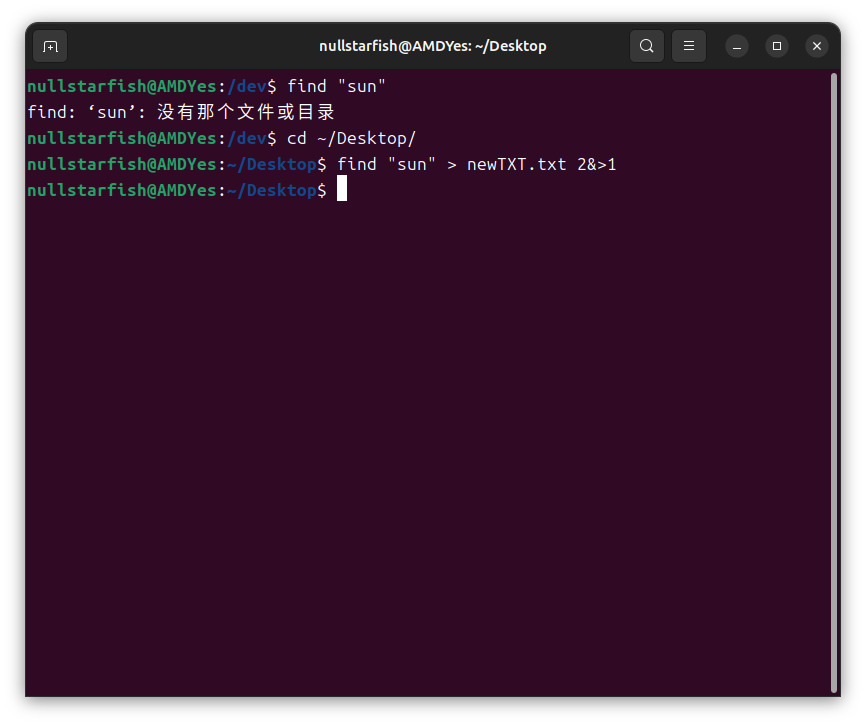 nullstarfish@AMDYes: ~/Desktop
nullstarfish@AMDYes:/dev$ find "sun"
find: ‘sun’: 没有那个文件或目录
nullstarfish@AMDYes:/dev$ cd ~/Desktop/
nullstarfish@AMDYes:~/Desktop$ find "sun" > newTXT.txt 2&>1
nullstarfish@AMDYes:~/Desktop$